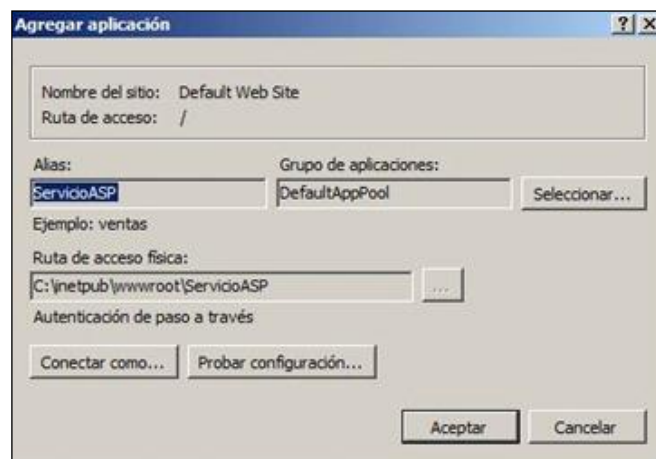 Agregar aplicación
Nombre del sitio: Default Web Site
Ruta de acceso: /
Alias: Grupo de aplicaciones:
ServicioASP DefaultAppPool Seleccionar...
Ejemplo: ventas
Ruta de acceso física:
C:\inetpub\wwwroot\ServicioASP ...
Autenticación de paso a través
Conectar como... Probar configuración...
Aceptar Cancelar